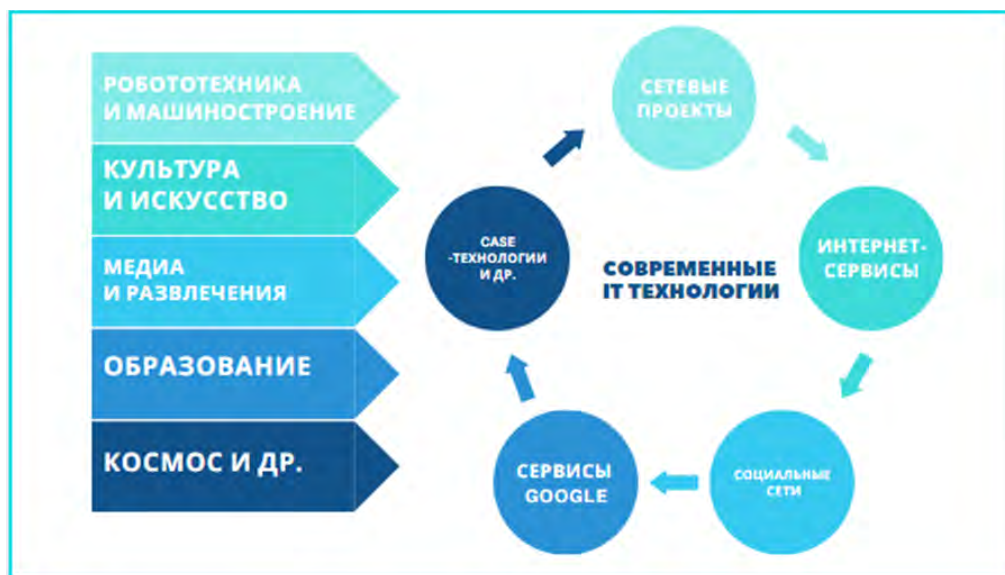 РОБОТОТЕХНИКА
И МАШИНОСТРОЕНИЕ
КУЛЬТУРА
И ИСКУССТВО
МЕДИА
И РАЗВЛЕЧЕНИЯ
ОБРАЗОВАНИЕ
КОСМОС И ДР.
СЕТЕВЫЕ
ПРОЕКТЫ
CASE
-ТЕХНОЛОГИИ
И ДР.
СОВРЕМЕННЫЕ
IT ТЕХНОЛОГИИ
ИНТЕРНЕТ-
СЕРВИСЫ
СЕРВИСЫ
GOOGLE
СОЦИАЛЬНЫЕ
СЕТИ